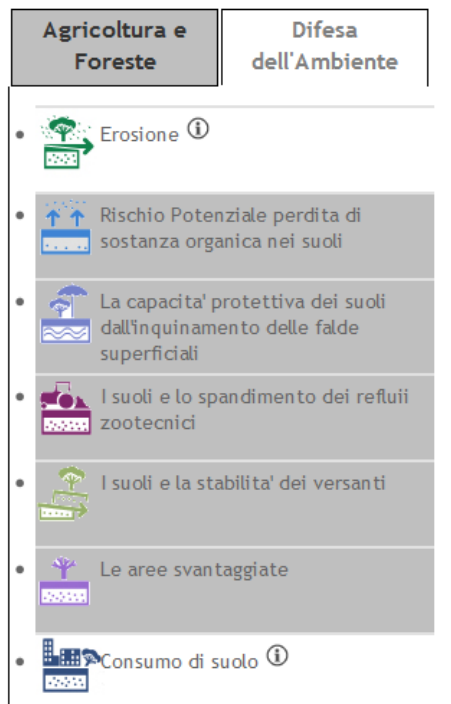 Agricoltura e
Foreste
Difesa
dell'Ambiente
Erosione
Rischio Potenziale perdita di
sostanza organica nei suoli
La capacita' protettiva dei suoli
dall'inquinamento delle falde
superficiali
I suoli e lo spandimento dei refluii
zootecnici
I suoli e la stabilita' dei versanti
Le aree svantaggiate
Consumo di suolo